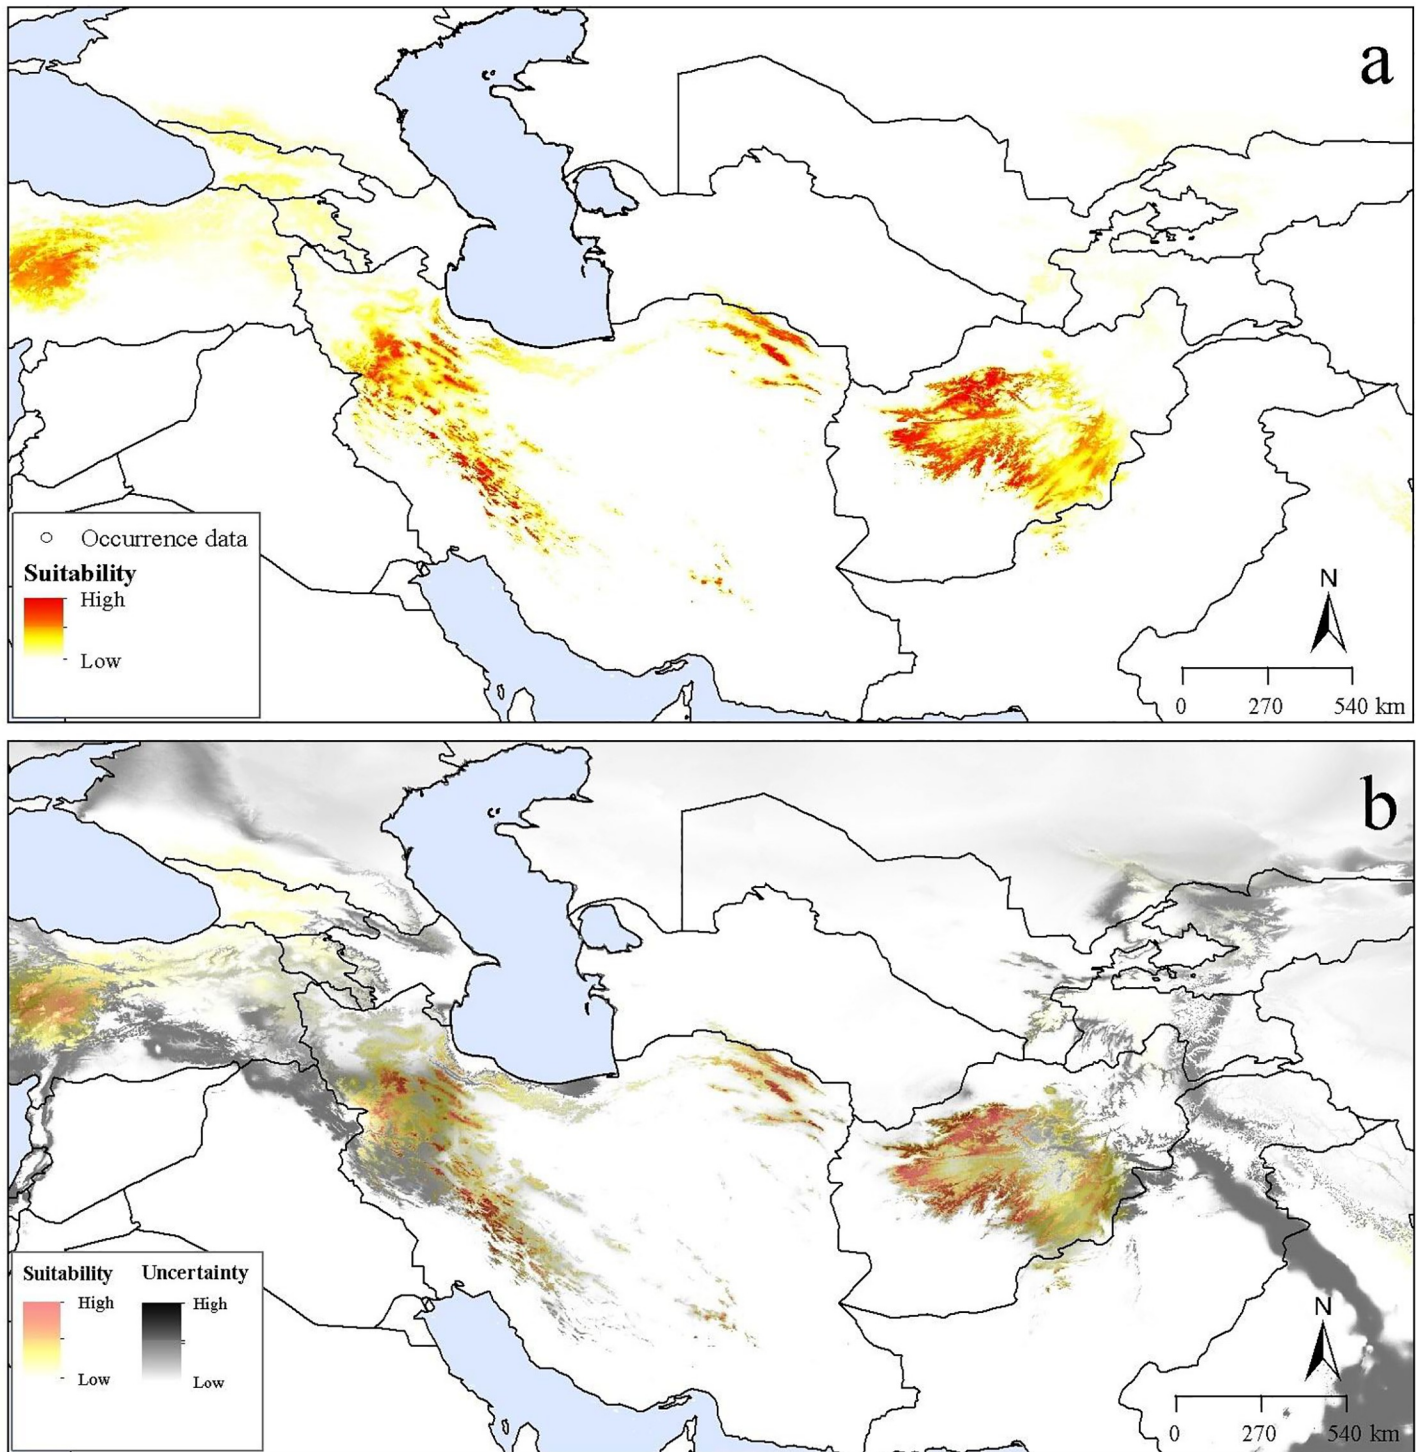 a
Occurrence data
Suitability
High
Low
N
0 270 540 km
b
Suitability Uncertainty
High High
Low Low
N
0 270 540 km